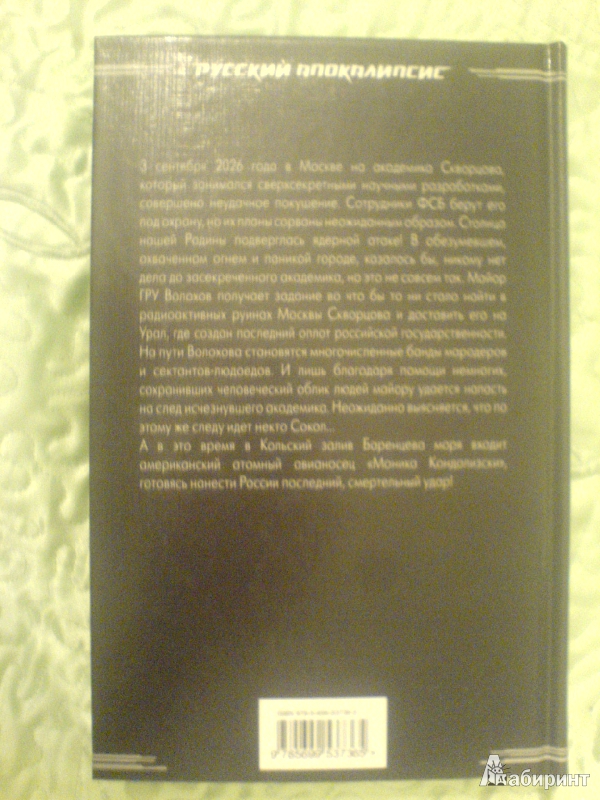 РУССКИЙ АПОКАЛИПСИС
3 сентября 2026 года в Москве на академика Скварцова,
который занимался сверхсекретными научными разработками,
совершено неудачное покушение. Сотрудники ФСБ берут его
под охрану, но их планы сорваны неожиданным образом. Столица
нашей Родины подверглась ядерной атаке! В обезумевшем,
охваченном огнем и паникой городе, казалось бы, никому нет
дела до засекреченного академика, но это не совсем так. Майор
ГРУ Волохов получает задание во что бы то ни стало найти в
радиоактивных руинах Москвы Скварцова и доставить его на
Урал, где создан последний оплот российской государственности.
На пути Волохова становятся многочисленные банды мародеров
и сектантов-людоедов. И лишь благодаря помощи немногих,
сохранивших человеческий облик людей майору удается напасть
на след исчезнувшего академика. Неожиданно выясняется, что по
этому же следу идет некто Сокол...
А в это время в Кольский залив Баренцева моря входит
американский атомный авианосец «Моника Кондолизски»,
готовясь нанести России последний, смертельный удар!
9 785699 537365 >
Лабиринт